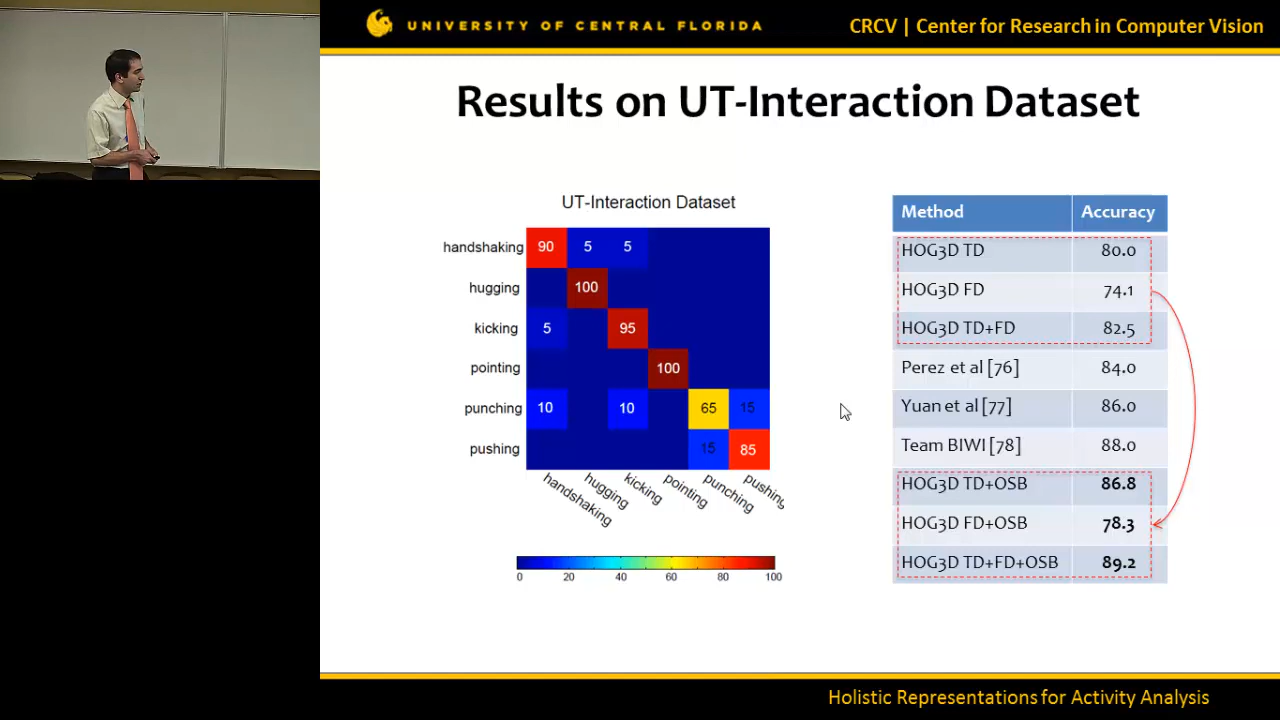 UNIVERSITY OF CENTRAL FLORIDA
CRCV | Center for Research in Computer Vision
Results on UT-Interaction Dataset
UT-Interaction Dataset
handshaking 90 5 5
hugging 100
kicking 5 95
pointing 100
punching 10 10 65 15
pushing 15 85
handshaking hugging kicking pointing punching pushing
0 20 40 60 80 100
Method Accuracy
HOG3D TD 80.0
HOG3D FD 74.1
HOG3D TD+FD 82.5
Perez et al [76] 84.0
Yuan et al [77] 86.0
Team BIWI [78] 88.0
HOG3D TD+OSB 86.8
HOG3D FD+OSB 78.3
HOG3D TD+FD+OSB 89.2
Holistic Representations for Activity Analysis